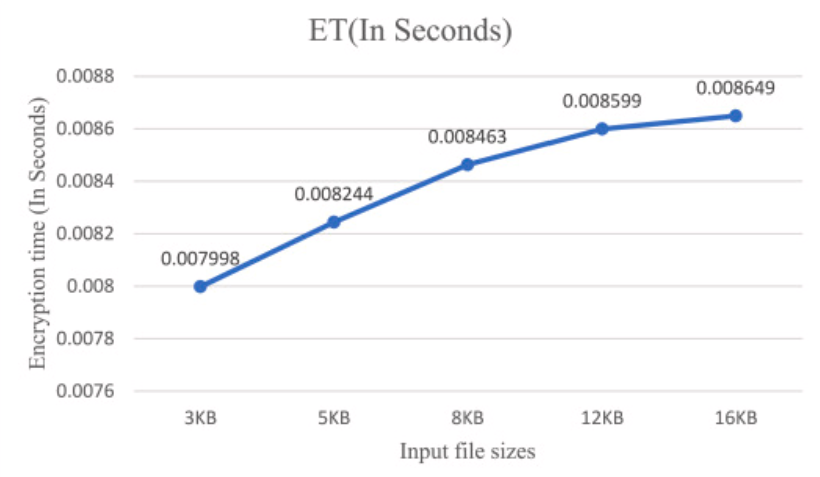 ET(In Seconds)
Encryption time (In Seconds)
0.0088
0.0086
0.0084
0.0082
0.008
0.0078
0.0076
0.007998
0.008244
0.008463
0.008599
0.008649
3KB
5KB
8KB
12KB
16KB
Input file sizes